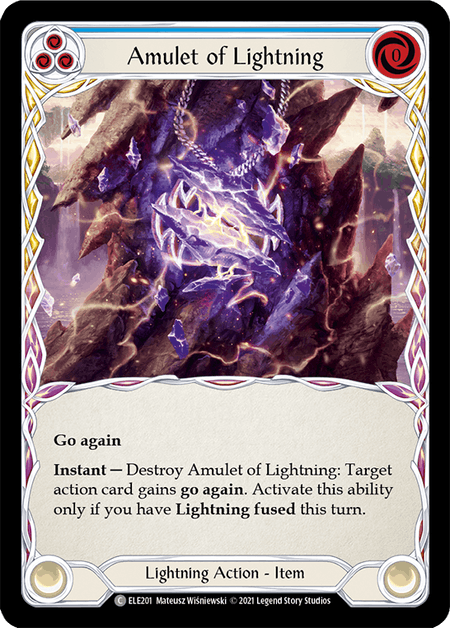 Amulet of Lightning
0
Go again
Instant — Destroy Amulet of Lightning: Target
action card gains go again. Activate this ability
only if you have Lightning fused this turn.
Lightning Action - Item
C ELE201 Mateusz Wiśniewski © 2021 Legend Story Studios